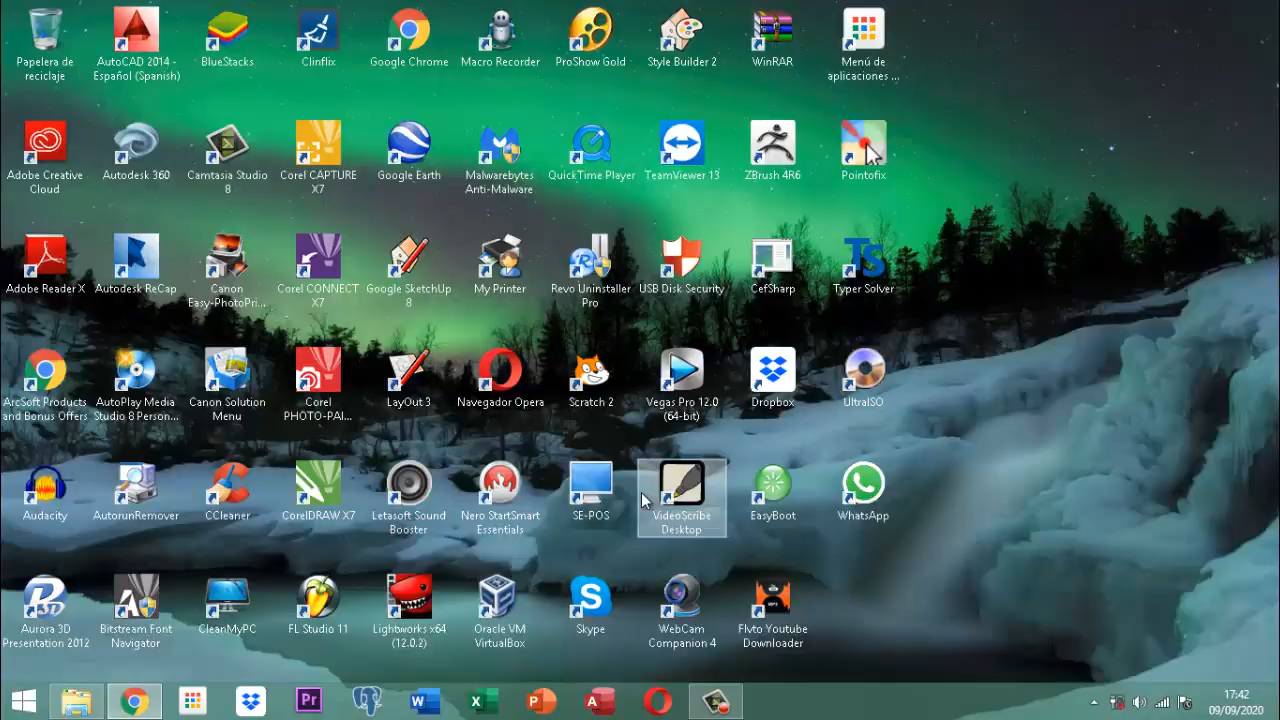 Papelera de
reciclaje
AutoCAD 2014 -
Español (Spanish)
BlueStacks
Clinflix
Google Chrome
Macro Recorder
ProShow Gold
Style Builder 2
WinRAR
Menú de
aplicaciones ...
Adobe Creative
Cloud
Autodesk 360
Camtasia Studio
8
Corel CAPTURE
X7
Google Earth
Malwarebytes
Anti-Malware
QuickTime Player
TeamViewer 13
ZBrush 4R6
Pointofix
Adobe Reader X
Autodesk ReCap
Canon
Easy-PhotoPri...
Corel CONNECT
X7
Google SketchUp
8
My Printer
Revo Uninstaller
Pro
USB Disk Security
CefSharp
Ts
Typer Solver
ArcSoft Products
and Bonus Offers
AutoPlay Media
Studio 8 Person...
Canon Solution
Menu
Corel
PHOTO-PAI...
LayOut 3
Navegador Opera
Scratch 2
Vegas Pro 12.0
(64-bit)
Dropbox
UltraISO
Audacity
AutorunRemover
CCleaner
CorelDRAW X7
Letasoft Sound
Booster
Nero StartSmart
Essentials
SE-POS
VideoScribe
Desktop
EasyBoot
WhatsApp
Aurora 3D
Presentation 2012
Bitstream Font
Navigator
CleanMyPC
FL Studio 11
Lightworks x64
(12.0.2)
Oracle VM
VirtualBox
Skype
WebCam
Companion 4
Flvto Youtube
Downloader
Pr
W
X
P
A
17:42
09/09/2020